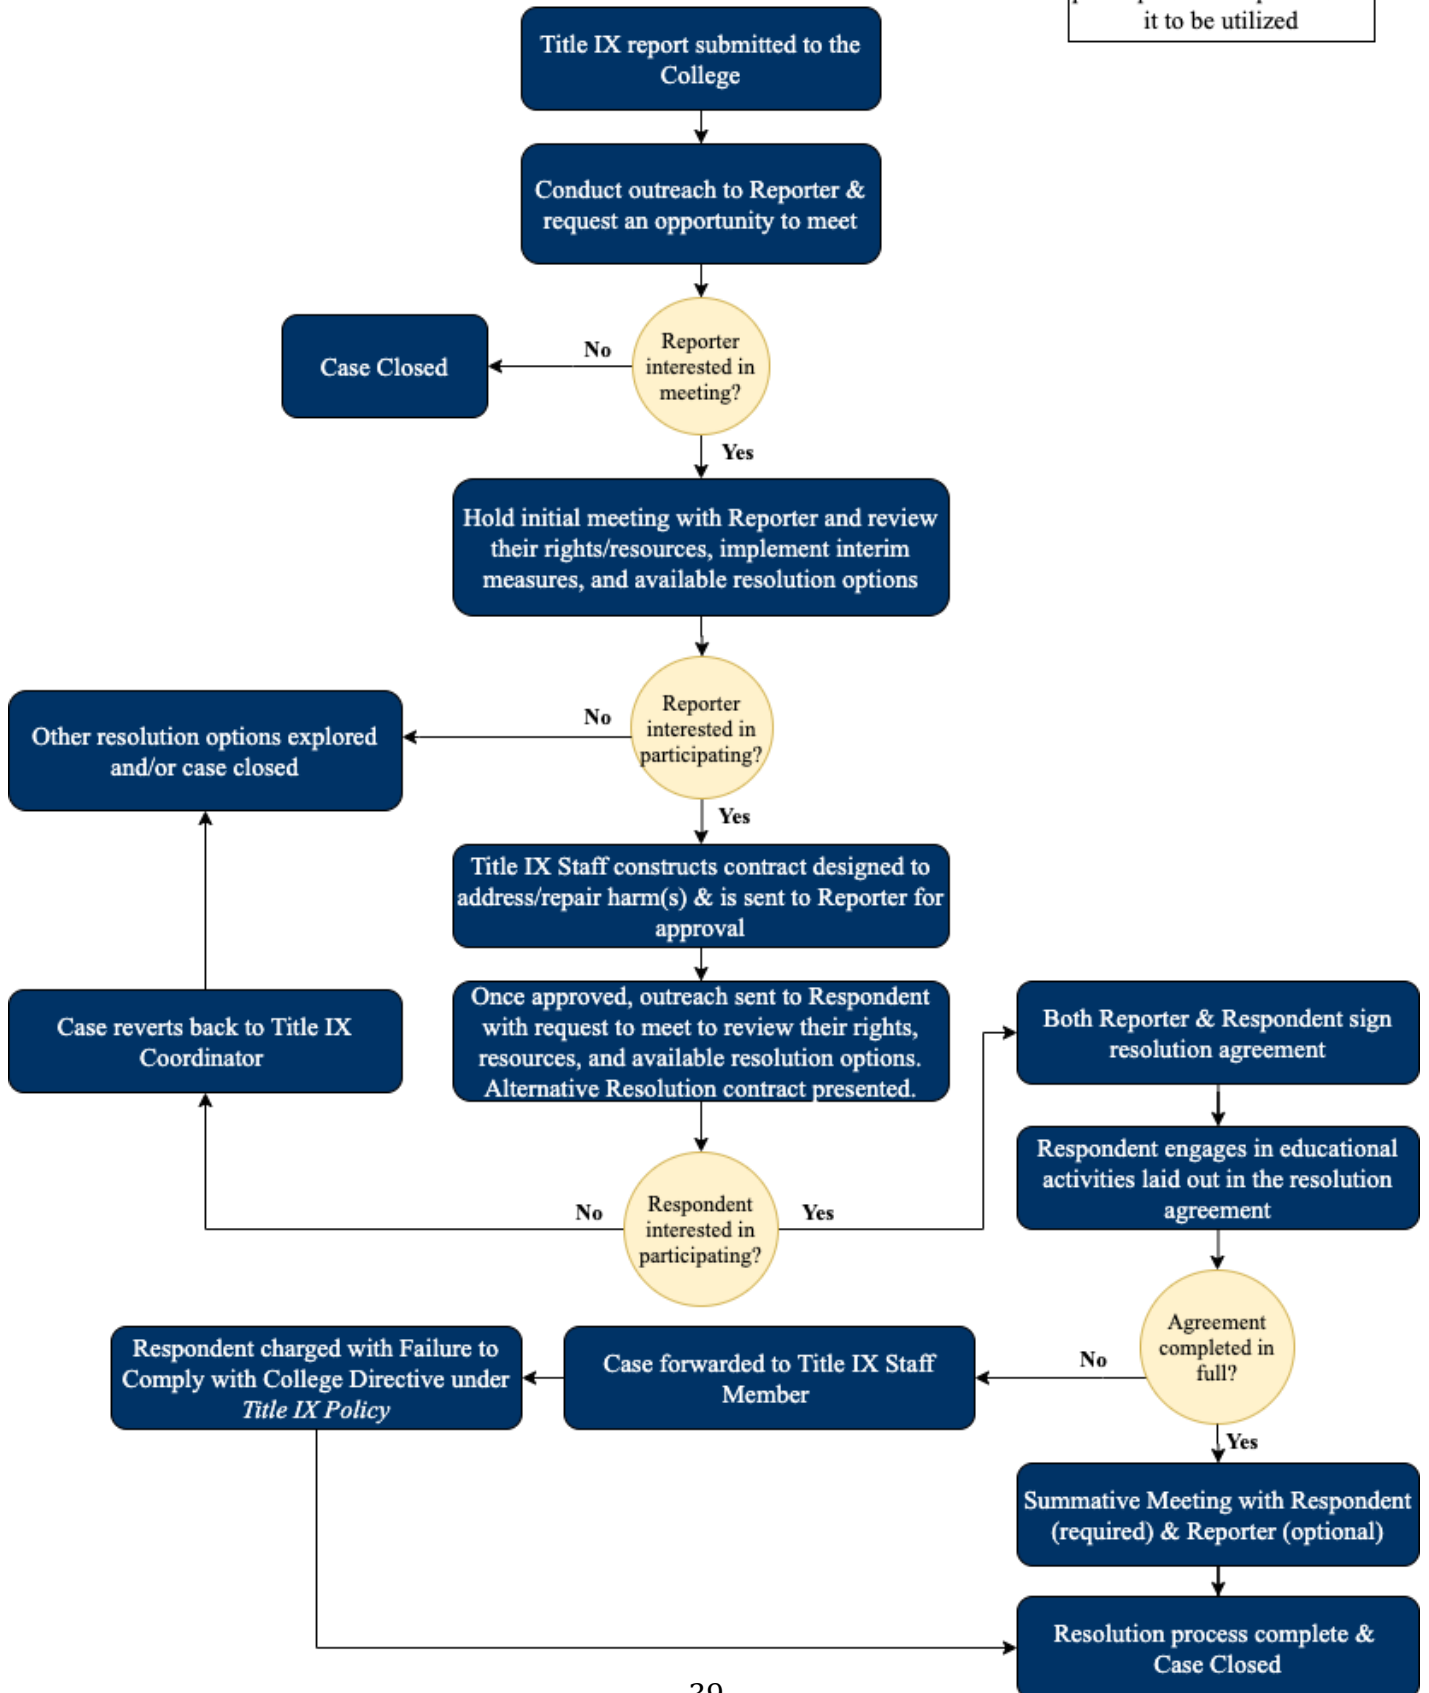 it to be utilized
Title IX report submitted to the
College
Conduct outreach to Reporter &
request an opportunity to meet
Reporter
interested in
meeting?
No
Case Closed
Yes
Hold initial meeting with Reporter and review
their rights/resources, implement interim
measures, and available resolution options
Reporter
interested in
participating?
No
Other resolution options explored
and/or case closed
Yes
Title IX Staff constructs contract designed to
address/repair harm(s) & is sent to Reporter for
approval
Once approved, outreach sent to Respondent
with request to meet to review their rights,
resources, and available resolution options.
Alternative Resolution contract presented.
Case reverts back to Title IX
Coordinator
Both Reporter & Respondent sign
resolution agreement
Respondent engages in educational
activities laid out in the resolution
agreement
Respondent
interested in
participating?
No
Yes
Agreement
completed in
full?
No
Case forwarded to Title IX Staff
Member
Respondent charged with Failure to
Comply with College Directive under
Title IX Policy
Yes
Summative Meeting with Respondent
(required) & Reporter (optional)
Resolution process complete &
Case Closed